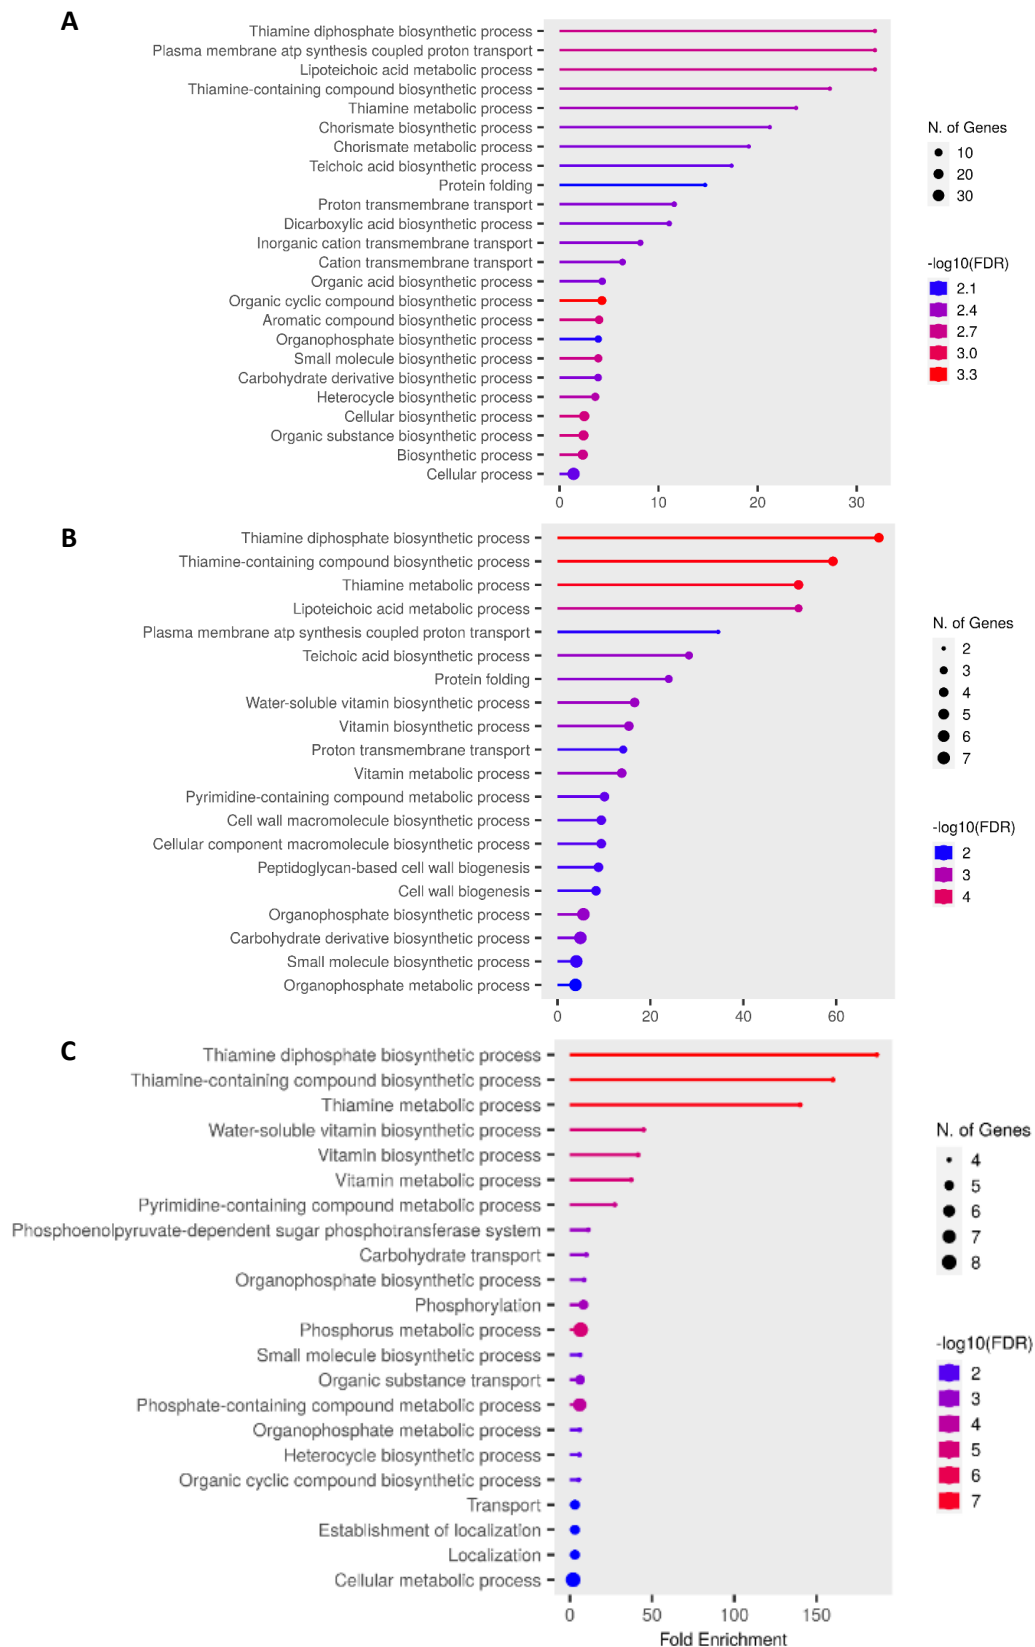 A
Thiamine diphosphate biosynthetic process
Plasma membrane atp synthesis coupled proton transport
Lipoteichoic acid metabolic process
Thiamine-containing compound biosynthetic process
Thiamine metabolic process
Chorismate biosynthetic process
Chorismate metabolic process
Teichoic acid biosynthetic process
Protein folding
Proton transmembrane transport
Dicarboxylic acid biosynthetic process
Inorganic cation transmembrane transport
Cation transmembrane transport
Organic acid biosynthetic process
Organic cyclic compound biosynthetic process
Aromatic compound biosynthetic process
Organophosphate biosynthetic process
Small molecule biosynthetic process
Carbohydrate derivative biosynthetic process
Heterocycle biosynthetic process
Cellular biosynthetic process
Organic substance biosynthetic process
Biosynthetic process
Cellular process
0 10 20 30
N. of Genes
10
20
30
-log10(FDR)
2.1
2.4
2.7
3.0
3.3
B
Thiamine diphosphate biosynthetic process
Thiamine-containing compound biosynthetic process
Thiamine metabolic process
Lipoteichoic acid metabolic process
Plasma membrane atp synthesis coupled proton transport
Teichoic acid biosynthetic process
Protein folding
Water-soluble vitamin biosynthetic process
Vitamin biosynthetic process
Proton transmembrane transport
Vitamin metabolic process
Pyrimidine-containing compound metabolic process
Cell wall macromolecule biosynthetic process
Cellular component macromolecule biosynthetic process
Peptidoglycan-based cell wall biogenesis
Cell wall biogenesis
Organophosphate biosynthetic process
Carbohydrate derivative biosynthetic process
Small molecule biosynthetic process
Organophosphate metabolic process
0 20 40 60
N. of Genes
2
3
4
5
6
7
-log10(FDR)
2
3
4
C
Thiamine diphosphate biosynthetic process
Thiamine-containing compound biosynthetic process
Thiamine metabolic process
Water-soluble vitamin biosynthetic process
Vitamin biosynthetic process
Vitamin metabolic process
Pyrimidine-containing compound metabolic process
Phosphoenolpyruvate-dependent sugar phosphotransferase system
Carbohydrate transport
Organophosphate biosynthetic process
Phosphorylation
Phosphorus metabolic process
Small molecule biosynthetic process
Organic substance transport
Phosphate-containing compound metabolic process
Organophosphate metabolic process
Heterocycle biosynthetic process
Organic cyclic compound biosynthetic process
Transport
Establishment of localization
Localization
Cellular metabolic process
0 50 100 150
Fold Enrichment
N. of Genes
4
5
6
7
8
-log10(FDR)
2
3
4
5
6
7